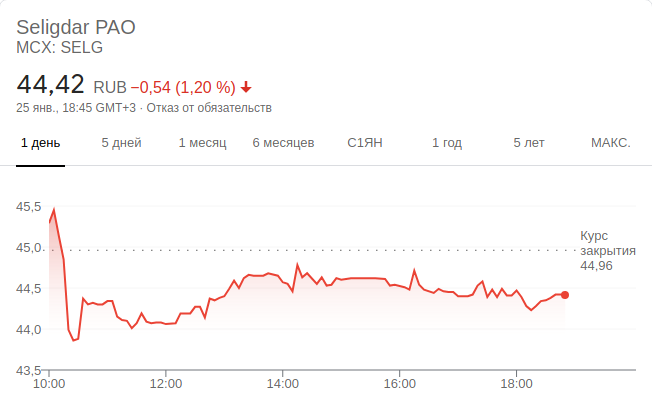 Seligdar PAO
MCX: SELG
44,42 RUB −0,54 (1,20 %)
25 янв., 18:45 GMT+3 · Отказ от обязательств
1 день 5 дней 1 месяц 6 месяцев С1ЯН 1 год 5 лет МАКС.
45,5
45,0
44,5
44,0
43,5
Курс
закрытия
44,96
10:00 12:00 14:00 16:00 18:00